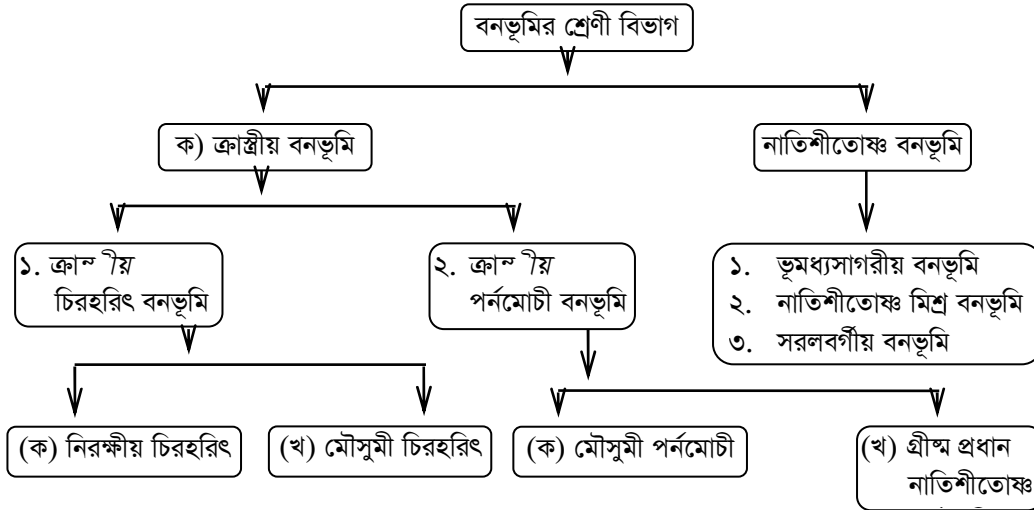 বনভূমির শ্রেণী বিভাগ
ক) ক্রাস্ত্রীয় বনভূমি
নাতিশীতোষ্ণ বনভূমি
১. ক্রান্ত ীয়
চিরহরিৎ বনভূমি
২. ক্রান্ত ীয়
পর্নমোচী বনভূমি
১. ভূমধ্যসাগরীয় বনভূমি
২. নাতিশীতোষ্ণ মিশ্র বনভূমি
৩. সরলবর্গীয় বনভূমি
(ক) নিরক্ষীয় চিরহরিৎ
(খ) মৌসুমী চিরহরিৎ
(ক) মৌসুমী পর্নমোচী
(খ) গ্রীষ্ম প্রধান
নাতিশীতোষ্ণ